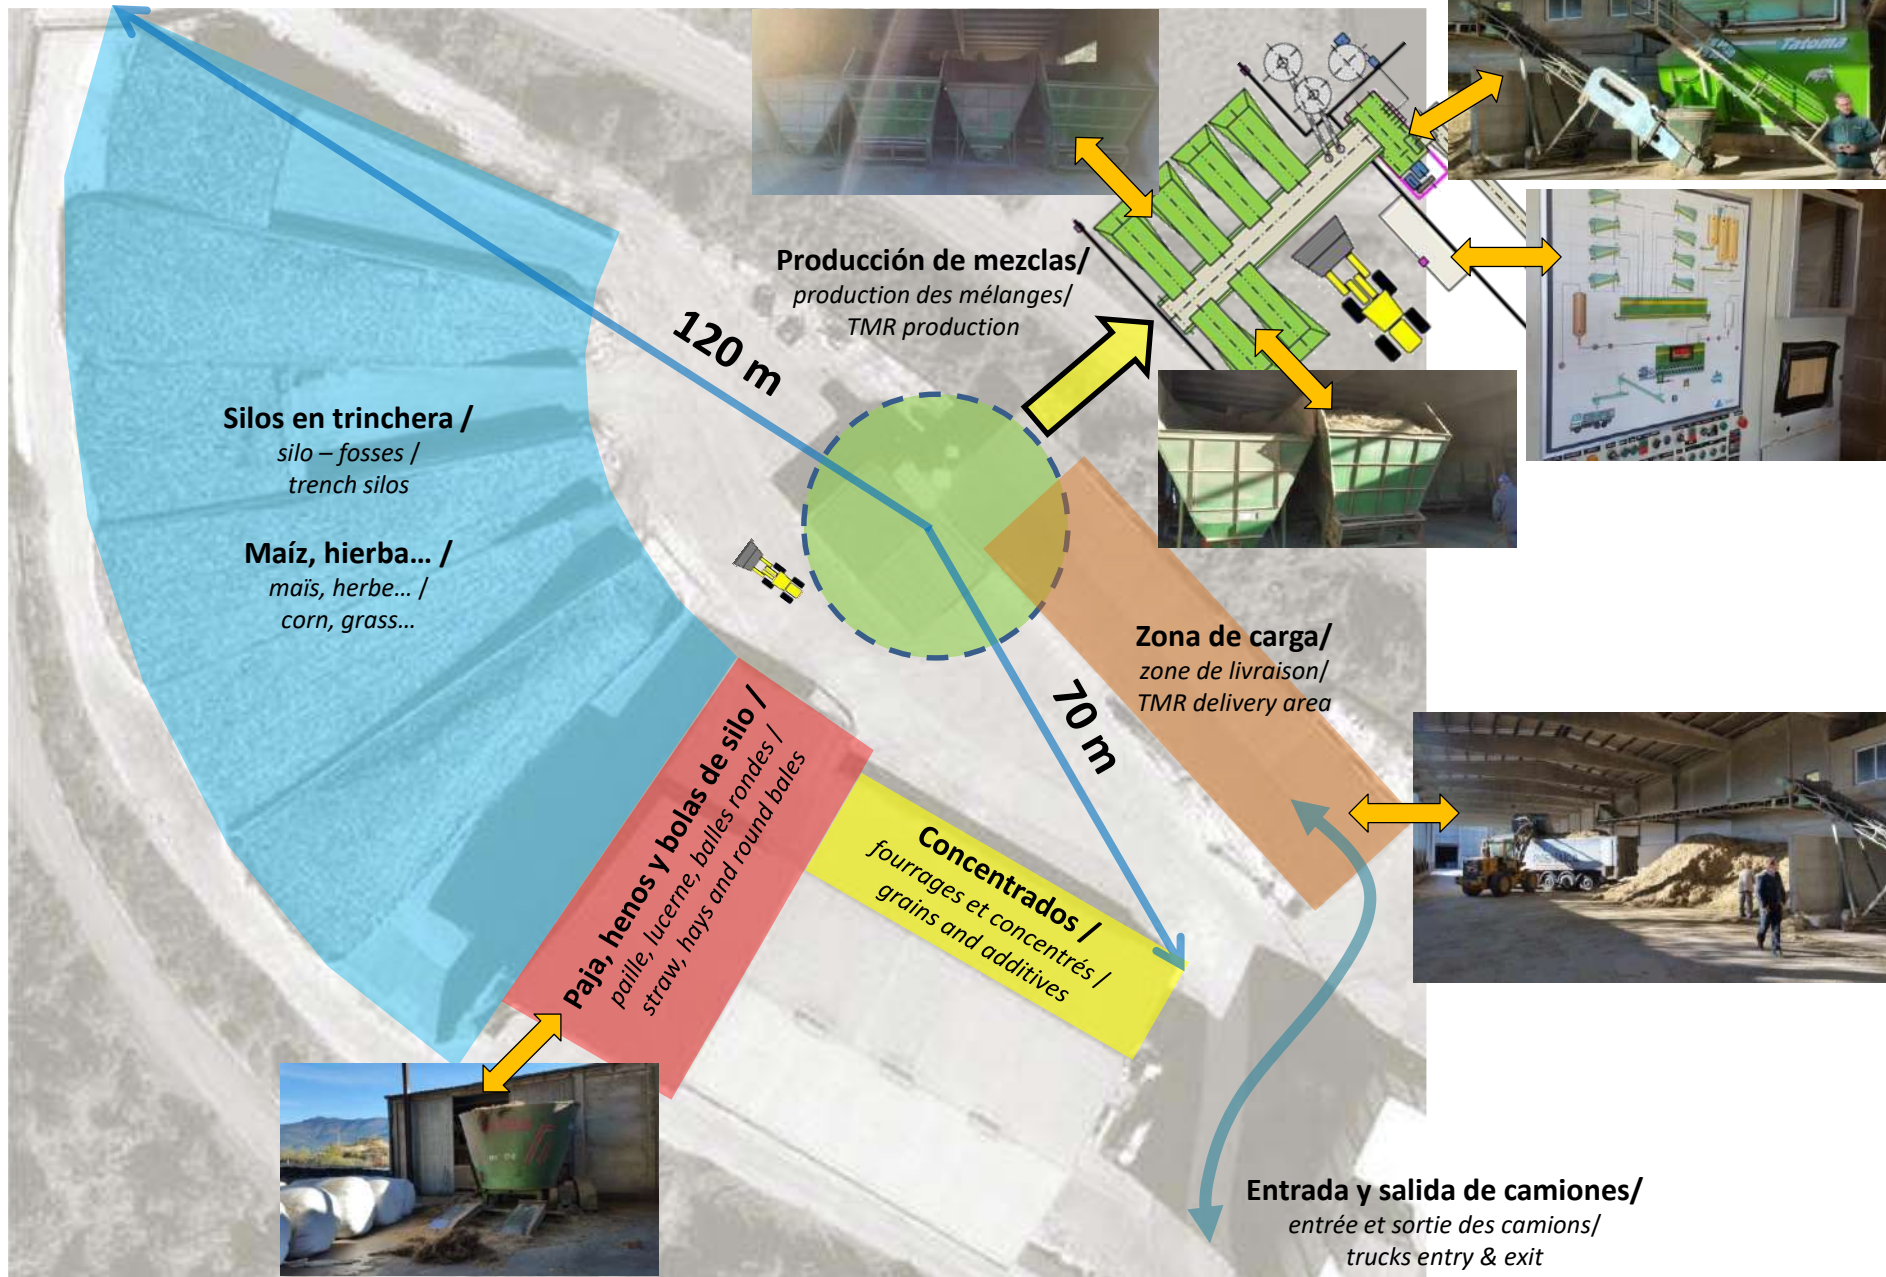 Tatoma
Producción de mezclas/
production des mélanges/
TMR production
120 m
Silos en trinchera /
silo – fosses /
trench silos
Maíz, hierba... /
maïs, herbe... /
corn, grass...
Zona de carga/
zone de livraison/
TMR delivery area
70 m
Paja, henos y bolas de silo /
paille, lucerne, balles rondes /
straw, hays and round bales
Concentrados /
fourrages et concentrés /
grains and additives
Entrada y salida de camiones/
entrée et sortie des camions/
trucks entry & exit